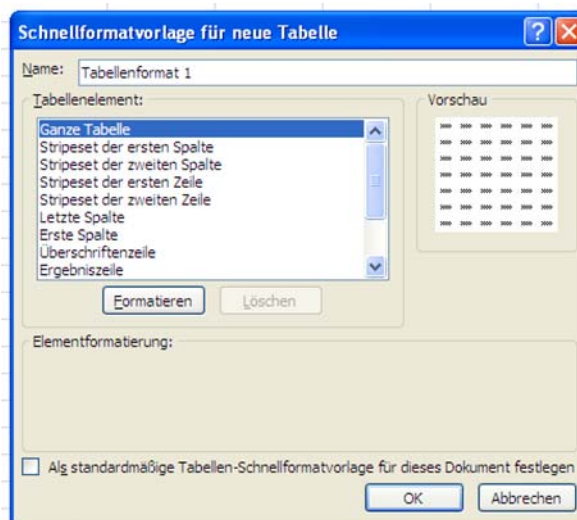 Schnellformatvorlage für neue Tabelle
Name: Tabellenformat 1
Tabellenelement:
Vorschau
Ganze Tabelle
Stripeset der ersten Spalte
Stripeset der zweiten Spalte
Stripeset der ersten Zeile
Stripeset der zweiten Zeile
Letzte Spalte
Erste Spalte
Überschriftenzeile
Ergebniszeile
Formatieren Löschen
Elementformatierung:
Als standardmäßige Tabellen-Schnellformatvorlage für dieses Dokument festlegen
OK Abbrechen